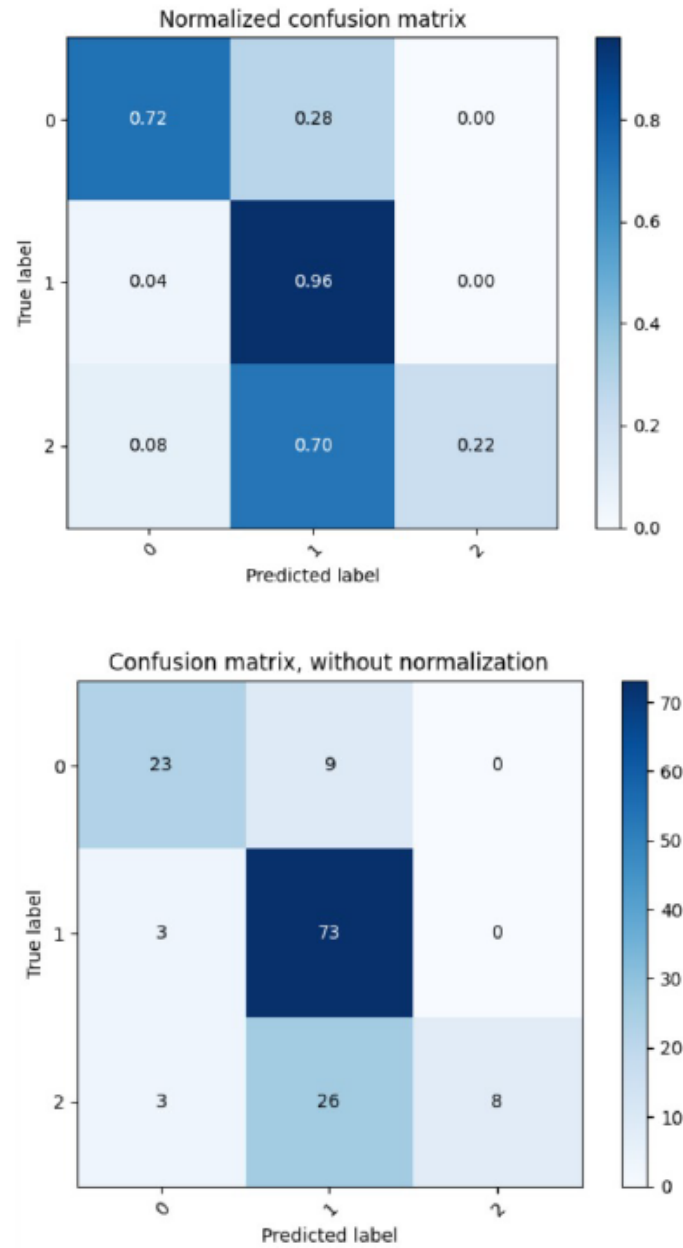 Normalized confusion matrix
0 0.72 0.28 0.00 0.8
0.6
True label
1 0.04 0.96 0.00
0.4
2 0.08 0.70 0.22 0.2
0.0
0 1 2
Predicted label
Confusion matrix, without normalization
70
0 23 9 0
60
50
True label
1 3 73 0 40
30
20
2 3 26 8
10
0
0 1 2
Predicted label